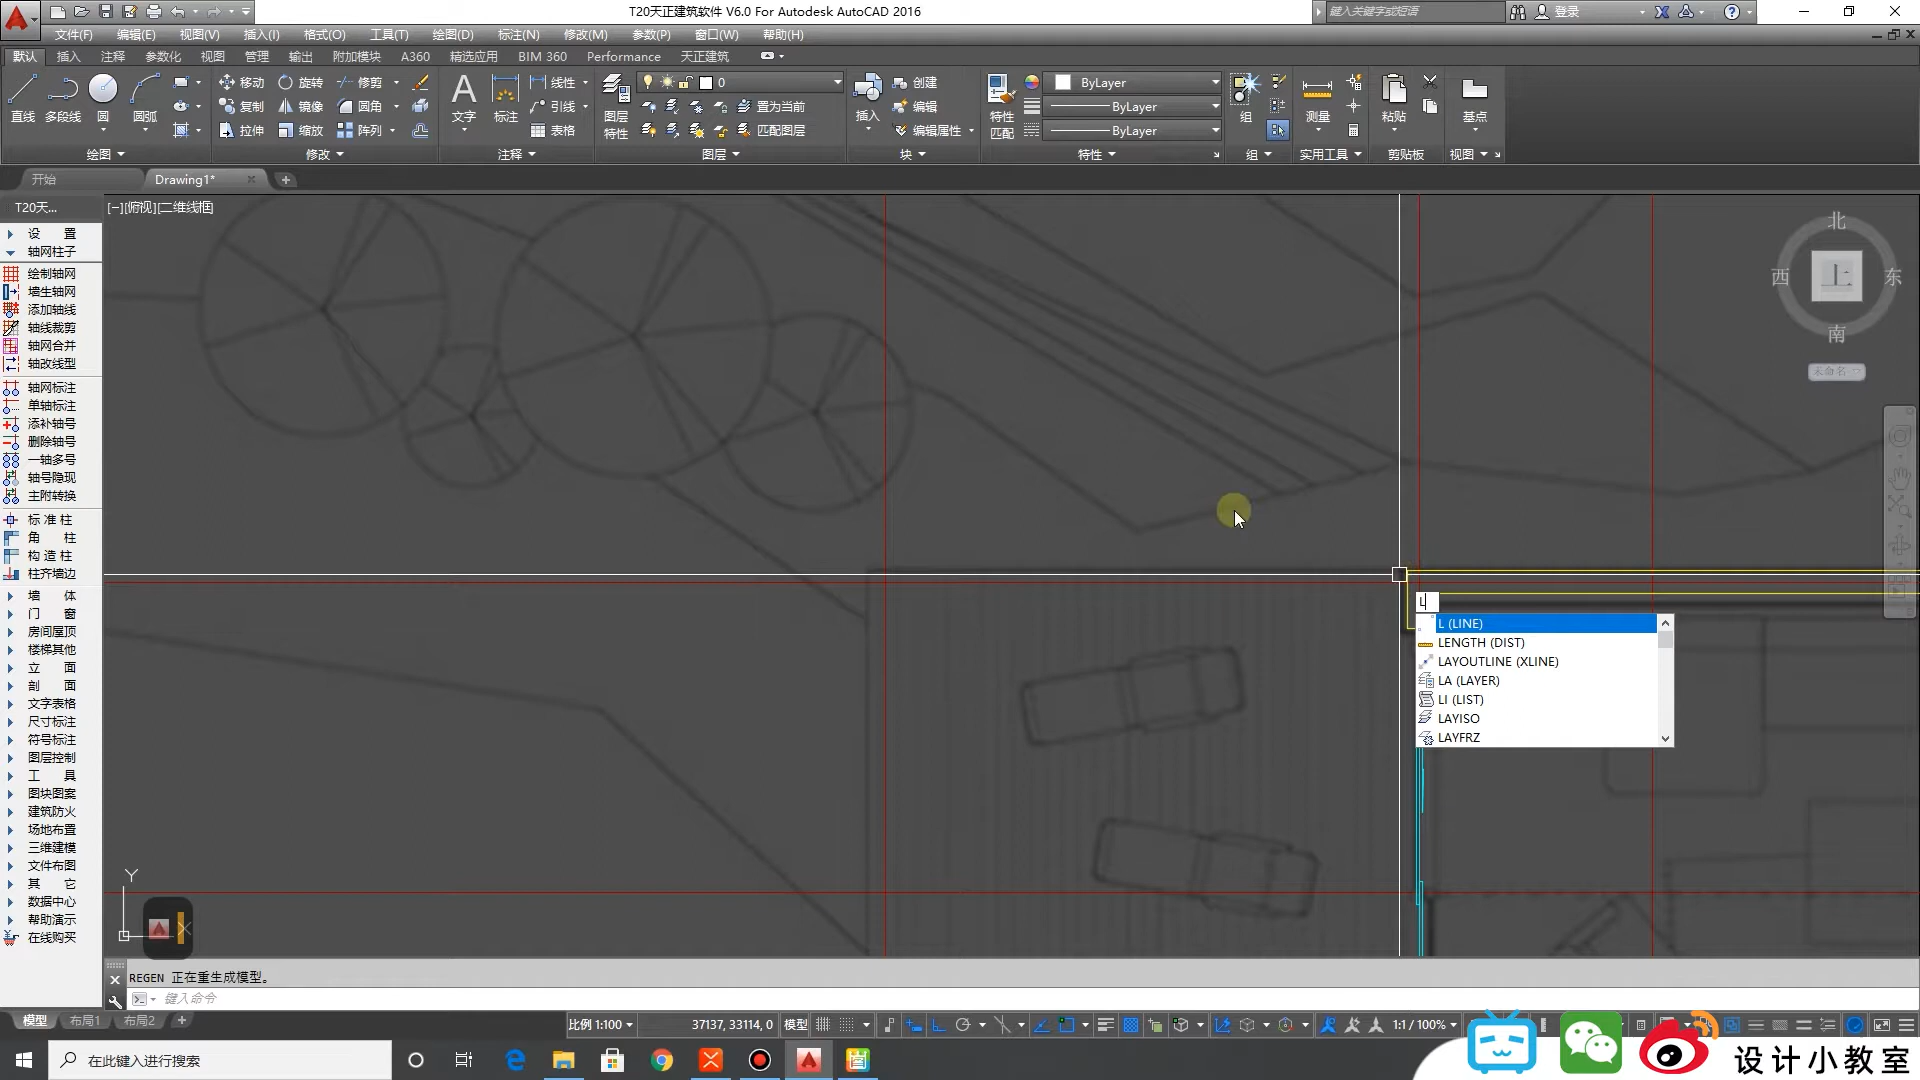 T20天正建筑软件 V6.0 For Autodesk AutoCAD 2016
键入关键字或短语
登录
文件(F) 编辑(E) 视图(V) 插入(I) 格式(O) 工具(T) 绘图(D) 标注(N) 修改(M) 参数(P) 窗口(W) 帮助(H)
默认 插入 注释 参数化 视图 管理 输出 附加模块 A360 精选应用 BIM 360 Performance 天正建筑
直线 多段线 圆 圆弧
移动 旋转 修剪
复制 镜像 圆角
拉伸 缩放 阵列
文字 标注
线性
引线
表格
图层
特性
0
置为当前
匹配图层
插入
创建
编辑
编辑属性
特性
匹配
ByLayer
ByLayer
ByLayer
组
测量
粘贴
基点
绘图 修改 注释 图层 块 特性 组 实用工具 剪贴板 视图
开始 Drawing1*
T20天...
[−][俯视][二维线框]
设 置
轴网柱子
绘制轴网
墙生轴网
添加轴线
轴线裁剪
轴网合并
轴改线型
轴网标注
单轴标注
添补轴号
删除轴号
一轴多号
轴号隐现
主附转换
标 准 柱
角 柱
构 造 柱
柱齐墙边
墙 体
门 窗
房间屋顶
楼梯其他
立 面
剖 面
文字表格
尺寸标注
符号标注
图层控制
工 具
图块图案
建筑防火
场地布置
三维建模
文件布图
其 它
数据中心
帮助演示
在线购买
北
西 上 东
南
未命名
L
L (LINE)
LENGTH (DIST)
LAYOUTLINE (XLINE)
LA (LAYER)
LI (LIST)
LAYISO
LAYFRZ
Y
X
REGEN 正在重生成模型。
键入命令
模型 布局1 布局2
比例 1:100 37137, 33114, 0 模型 1:1 / 100%
在此键入进行搜索
设计小教室